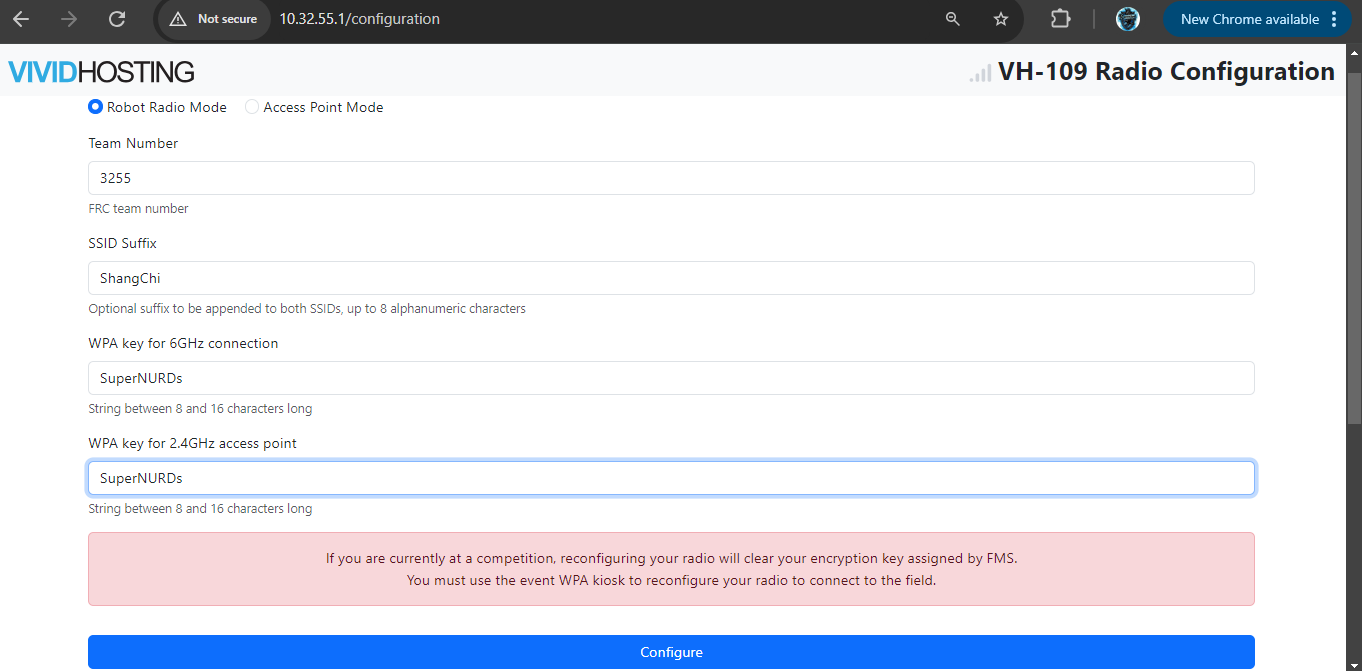 Not secure
10.32.55.1/configuration
New Chrome available
VIVIDHOSTING
VH-109 Radio Configuration
Robot Radio Mode
Access Point Mode
Team Number
3255
FRC team number
SSID Suffix
ShangChi
Optional suffix to be appended to both SSIDs, up to 8 alphanumeric characters
WPA key for 6GHz connection
SuperNURDs
String between 8 and 16 characters long
WPA key for 2.4GHz access point
SuperNURDs
String between 8 and 16 characters long
If you are currently at a competition, reconfiguring your radio will clear your encryption key assigned by FMS.
You must use the event WPA kiosk to reconfigure your radio to connect to the field.
Configure